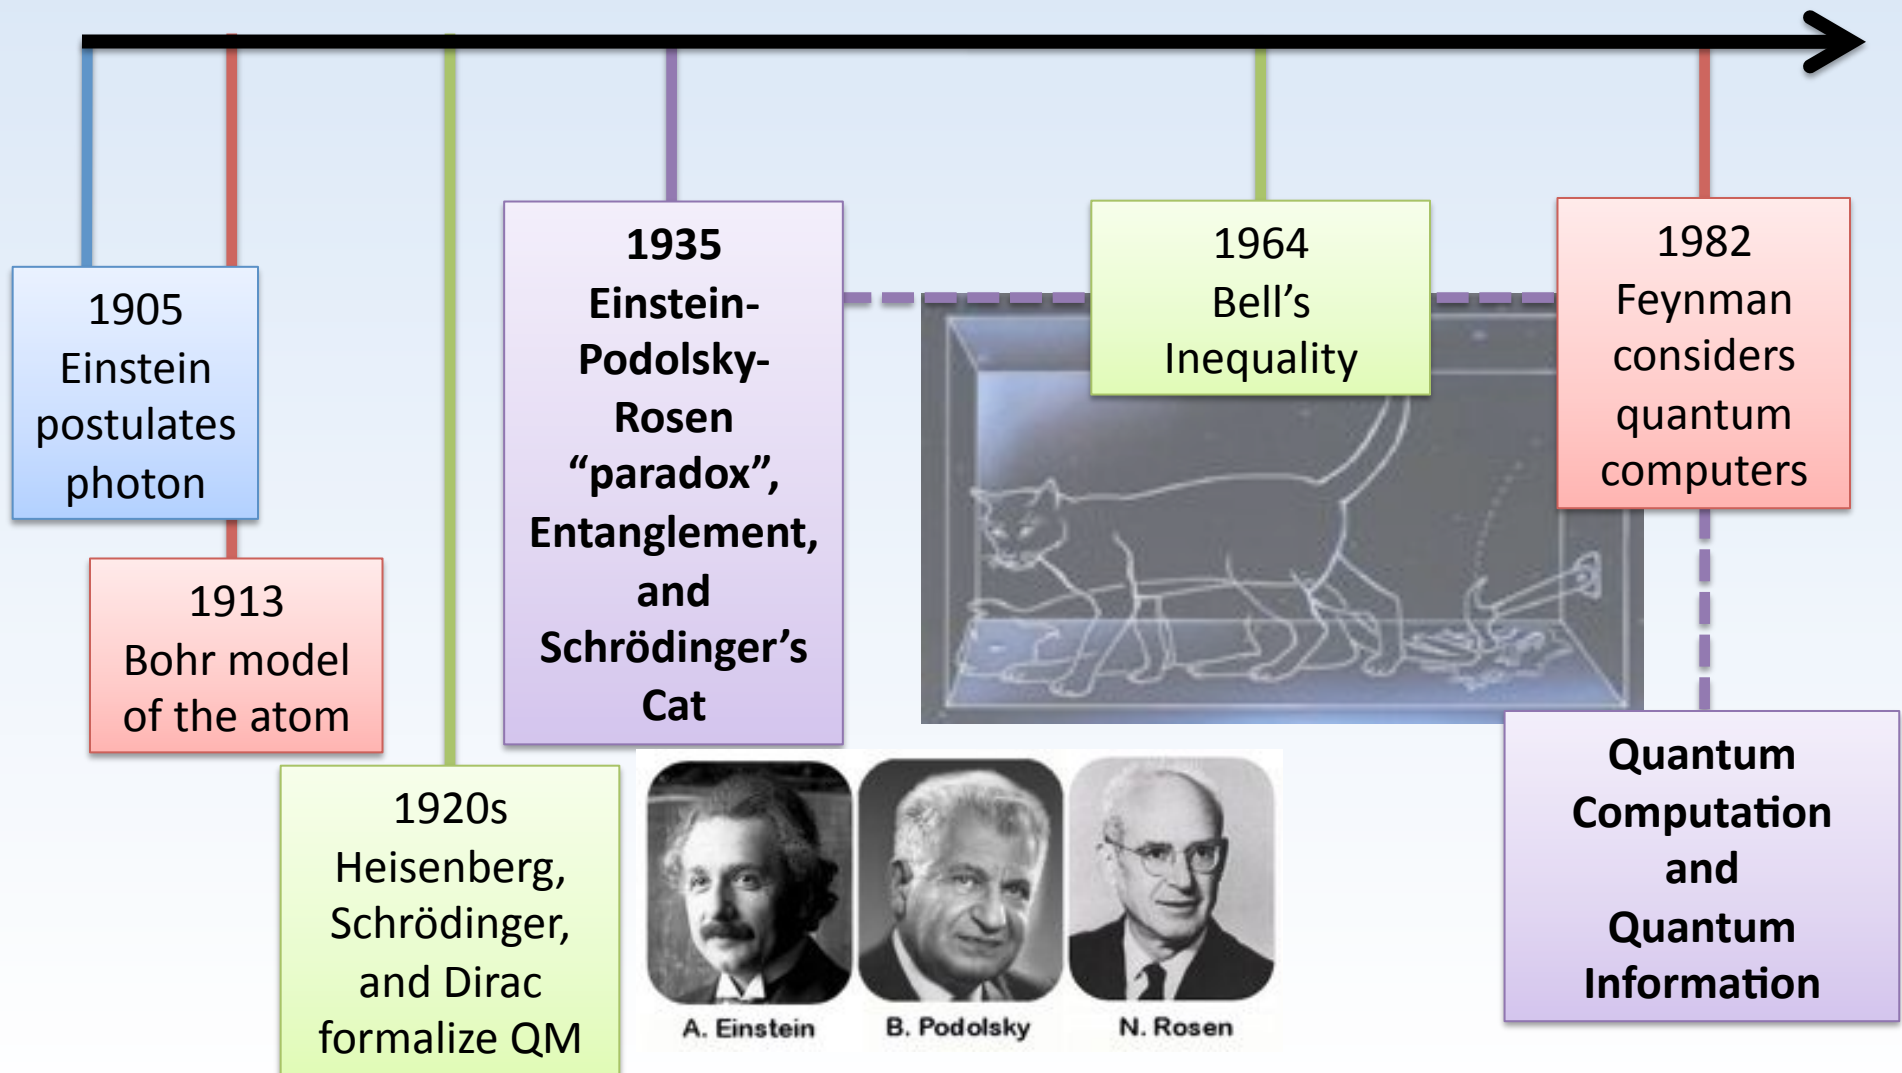 1905
Einstein
postulates
photon
1913
Bohr model
of the atom
1920s
Heisenberg,
Schrödinger,
and Dirac
formalize QM
1935
Einstein-
Podolsky-
Rosen
“paradox”,
Entanglement,
and
Schrödinger’s
Cat
1964
Bell’s
Inequality
1982
Feynman
considers
quantum
computers
Quantum
Computation
and
Quantum
Information
A. Einstein
B. Podolsky
N. Rosen